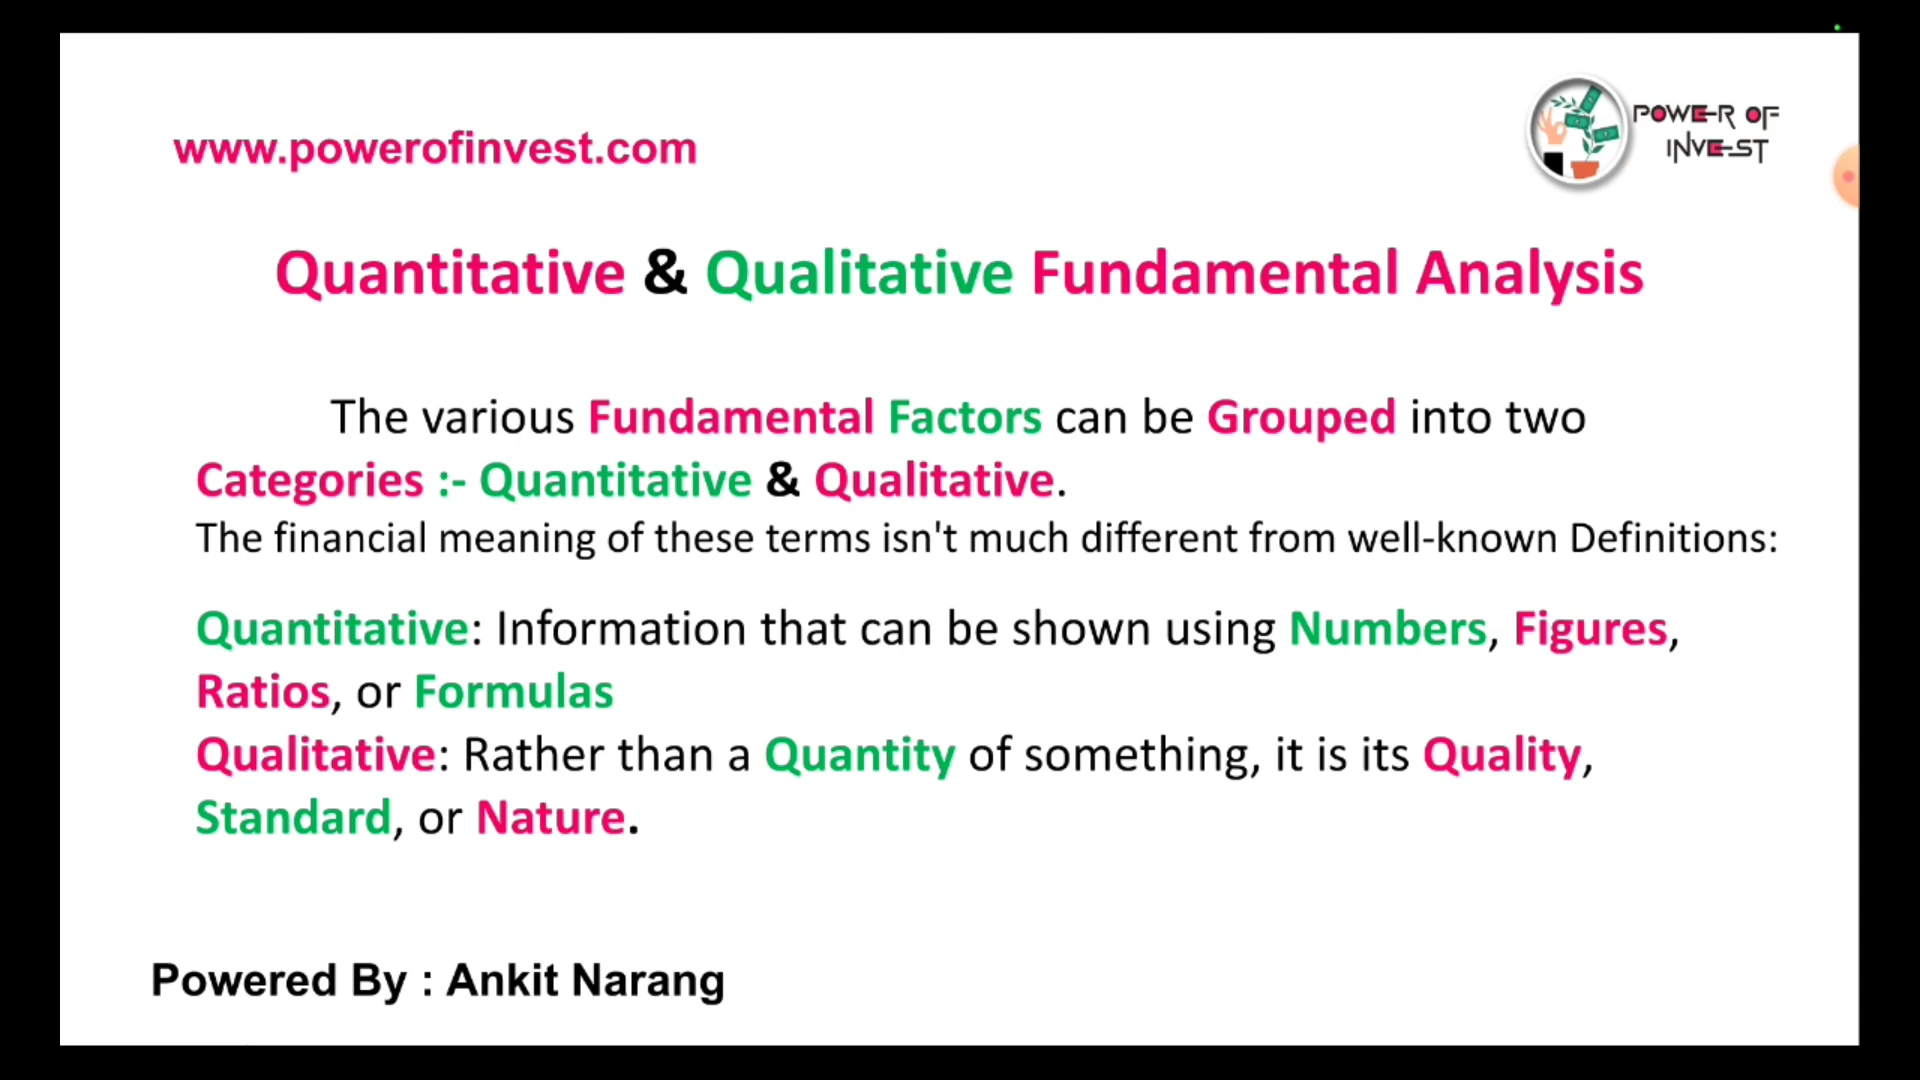 www.powerofinvest.com
POWER OF
INVEST
Quantitative & Qualitative Fundamental Analysis
The various Fundamental Factors can be Grouped into two
Categories :- Quantitative & Qualitative.
The financial meaning of these terms isn't much different from well-known Definitions:
Quantitative: Information that can be shown using Numbers, Figures,
Ratios, or Formulas
Qualitative: Rather than a Quantity of something, it is its Quality,
Standard, or Nature.
Powered By : Ankit Narang